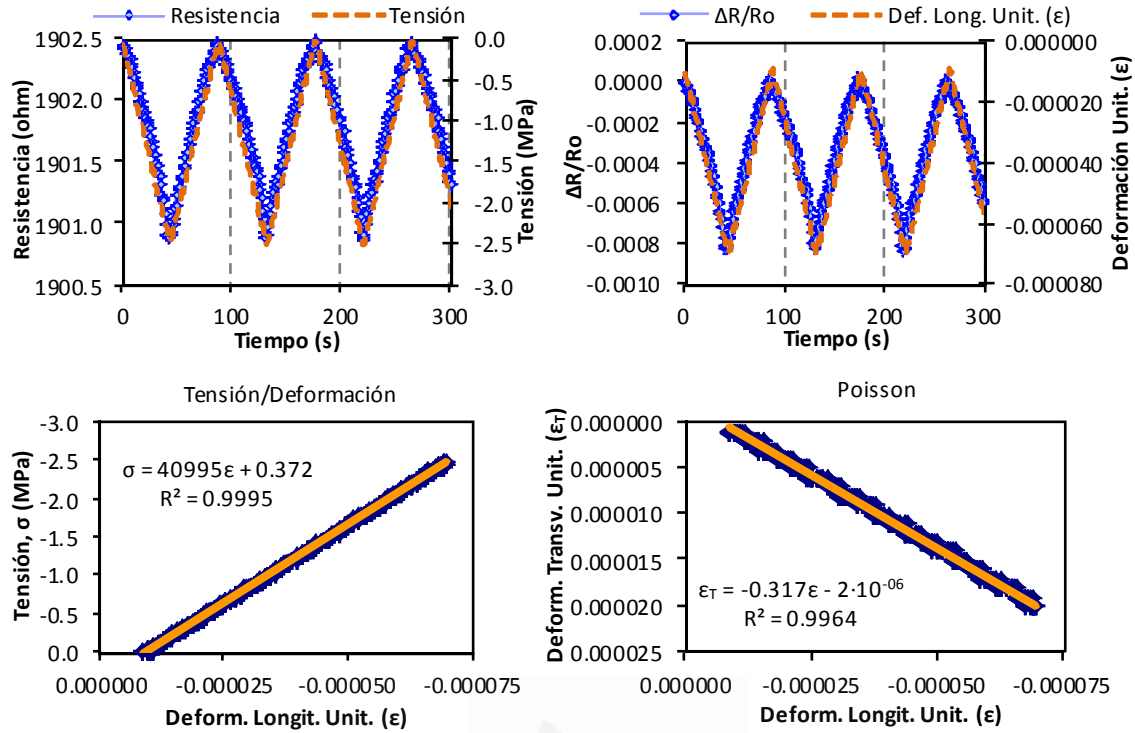 Resistencia Tensión
1902.5
1902.0
1901.5
1901.0
1900.5
Resistencia (ohm)
0.0
-0.5
-1.0
-1.5
-2.0
-2.5
-3.0
Tensión (MPa)
0 100 200 300
Tiempo (s)
ΔR/Ro Def. Long. Unit. (ε)
0.0002
0.0000
-0.0002
-0.0004
-0.0006
-0.0008
-0.0010
ΔR/Ro
0.000000
-0.000020
-0.000040
-0.000060
-0.000080
Deformación Unit. (ε)
0 100 200 300
Tiempo (s)
Tensión/Deformación
-3.0
-2.5
-2.0
-1.5
-1.0
-0.5
0.0
Tensión, σ (MPa)
σ = 40995ε + 0.372
R² = 0.9995
0.000000 -0.000025 -0.000050 -0.000075
Deform. Longit. Unit. (ε)
Poisson
0.000000
0.000005
0.000010
0.000015
0.000020
0.000025
Deform. Transv. Unit. (εT)
εT = -0.317ε - 2·10⁻⁰⁶
R² = 0.9964
0.000000 -0.000025 -0.000050 -0.000075
Deform. Longit. Unit. (ε)